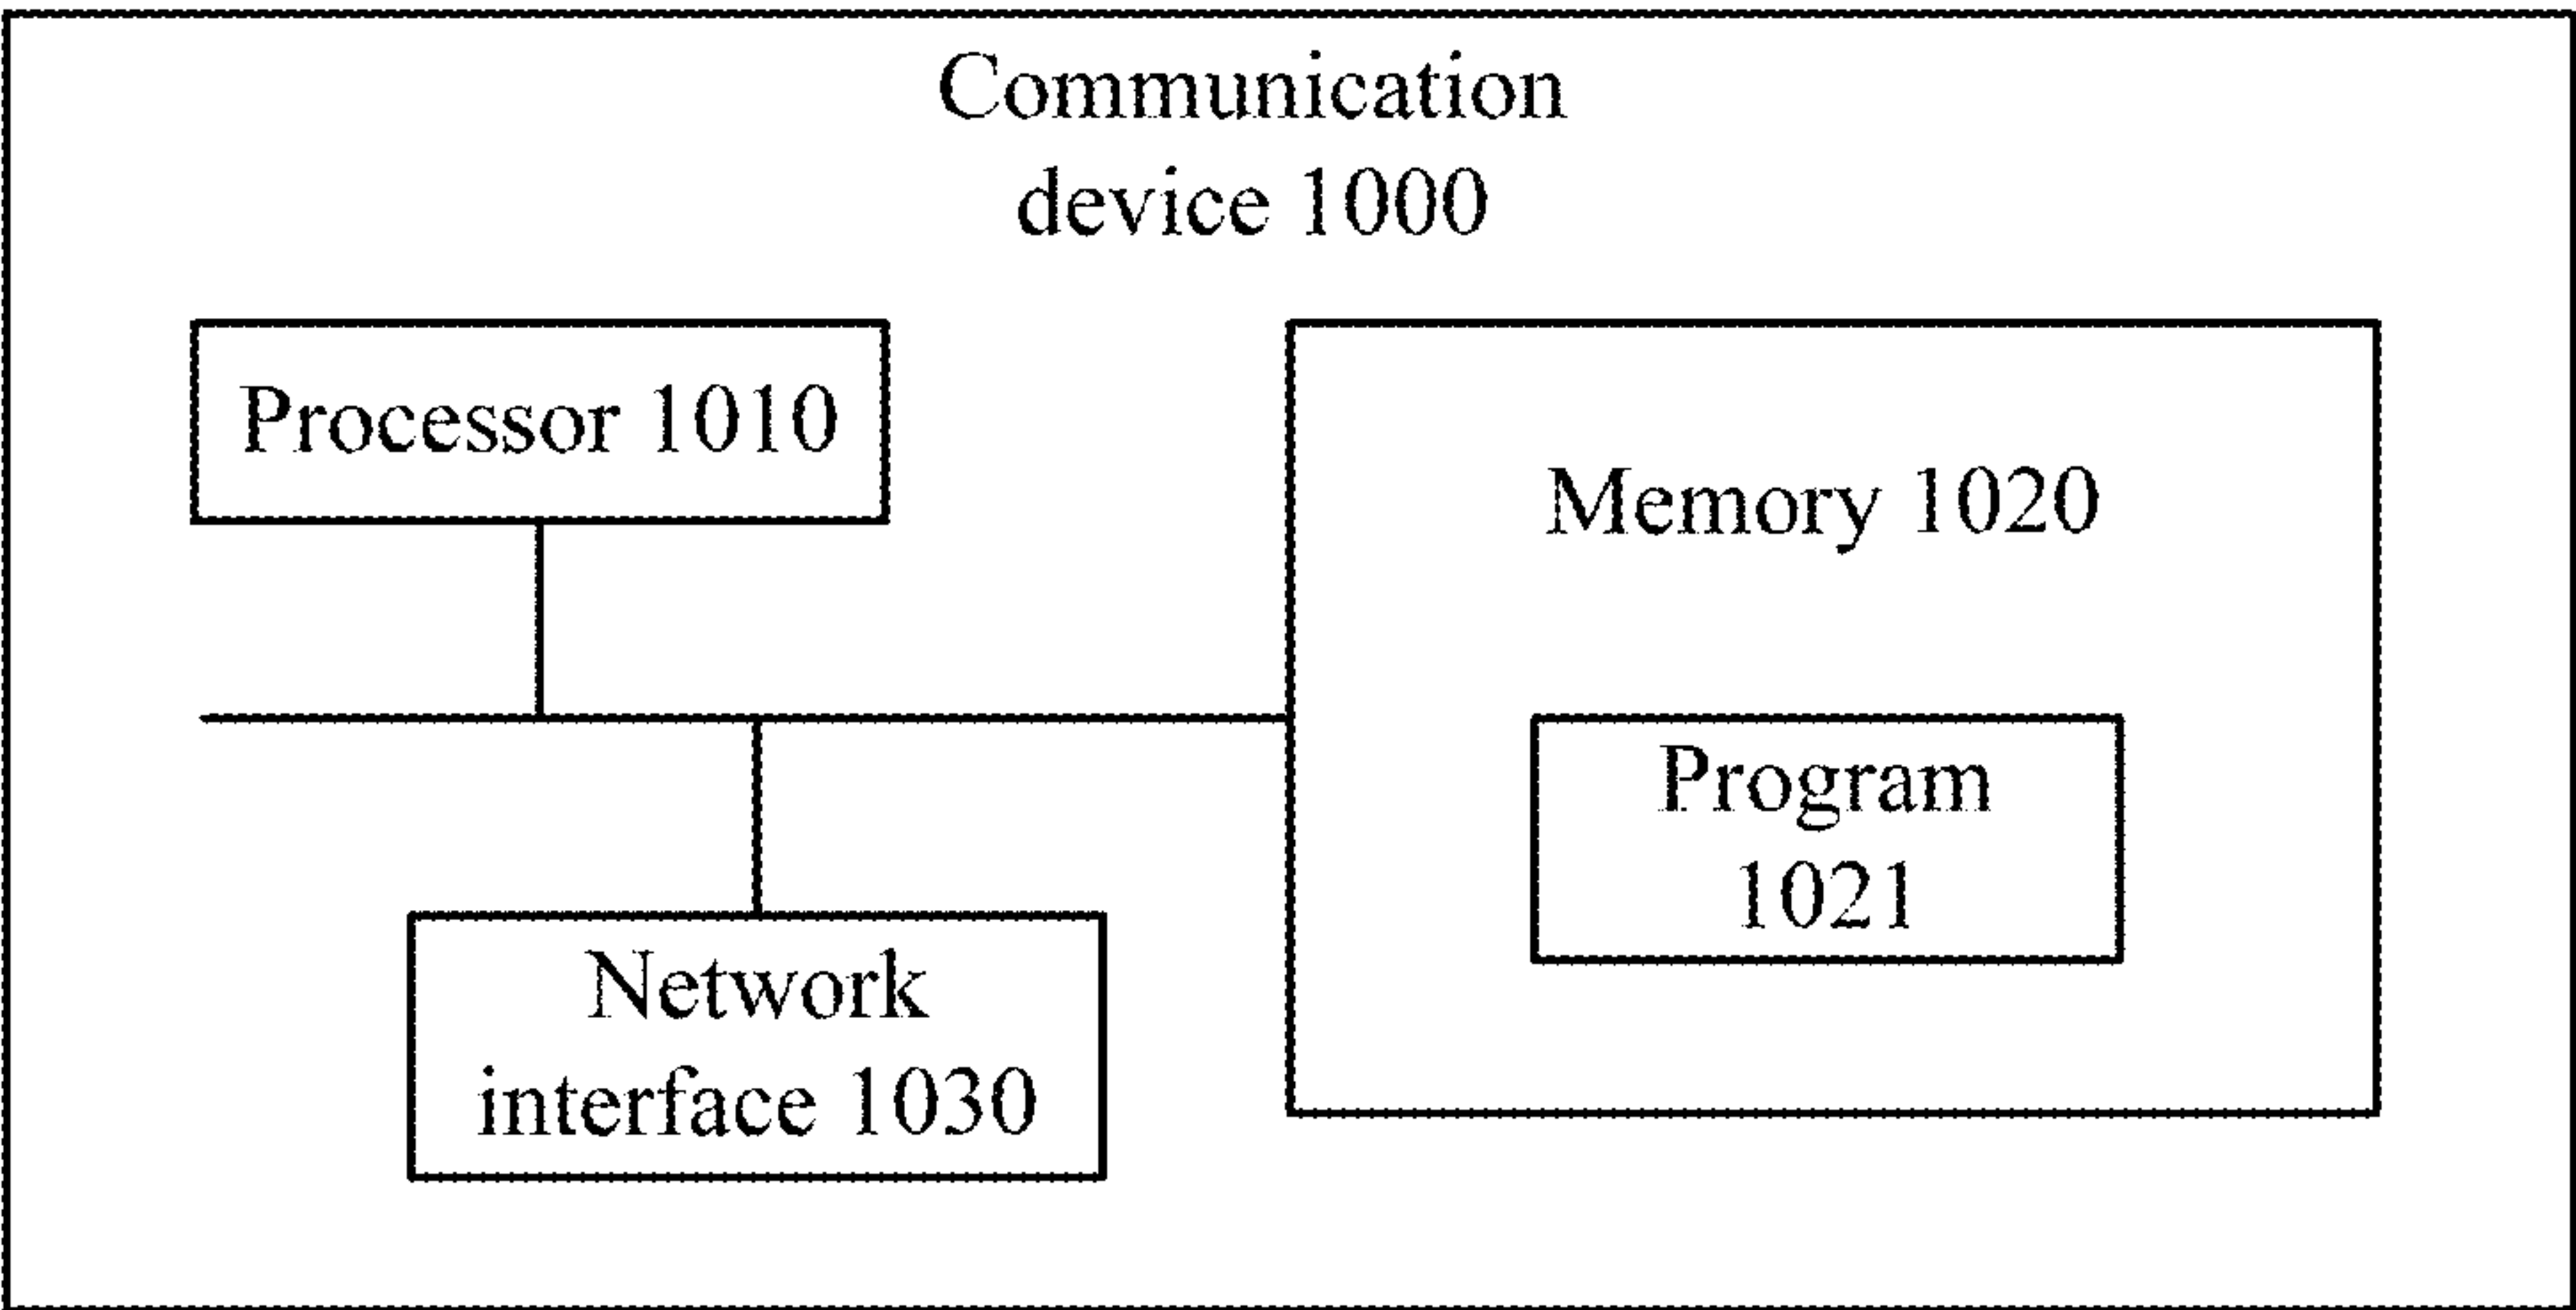 Communication
device 1000
Processor 1010
Memory 1020
Program
1021
Network
interface 1030